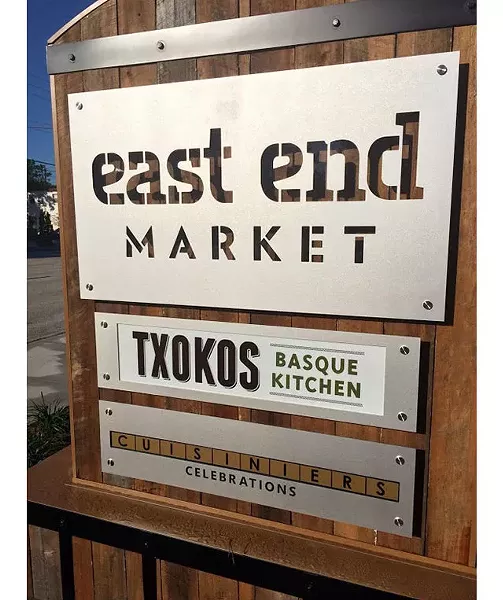 east end
MARKET
TXOKOS
BASQUE
KITCHEN
CUISINIERS
CELEBRATIONS